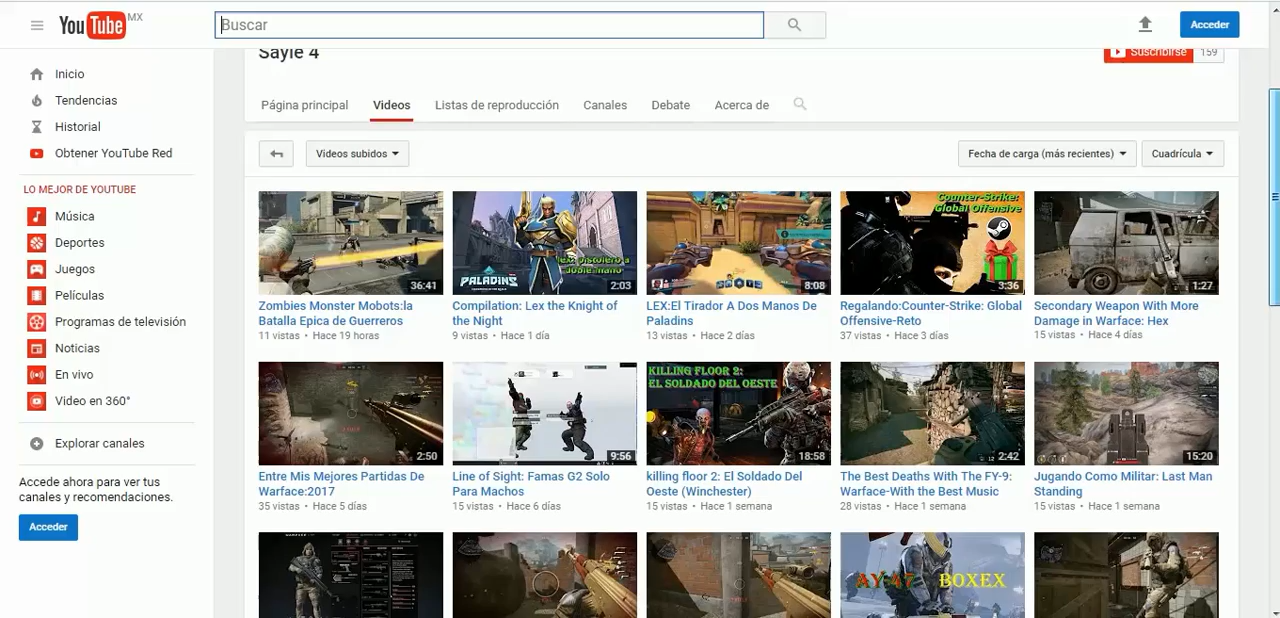 YouTube MX
Buscar
Acceder
Sayle 4
Suscribirse 159
Inicio
Tendencias
Historial
Obtener YouTube Red
LO MEJOR DE YOUTUBE
Música
Deportes
Juegos
Películas
Programas de televisión
Noticias
En vivo
Video en 360°
Explorar canales
Accede ahora para ver tus
canales y recomendaciones.
Acceder
Página principal Videos Listas de reproducción Canales Debate Acerca de
Videos subidos Fecha de carga (más recientes) Cuadrícula
36:41
Zombies Monster Mobots:la
Batalla Epica de Guerreros
11 vistas • Hace 19 horas
PALADINS
2:03
Compilation: Lex the Knight of
the Night
9 vistas • Hace 1 día
8:08
LEX:El Tirador A Dos Manos De
Paladins
13 vistas • Hace 2 días
Counter-Strike:
Global Offensive
3:36
Regalando:Counter-Strike: Global
Offensive-Reto
37 vistas • Hace 3 días
1:27
Secondary Weapon With More
Damage in Warface: Hex
15 vistas • Hace 4 días
2:50
Entre Mis Mejores Partidas De
Warface:2017
35 vistas • Hace 5 días
9:56
Line of Sight: Famas G2 Solo
Para Machos
15 vistas • Hace 6 días
KILLING FLOOR 2:
EL SOLDADO DEL OESTE
18:58
killing floor 2: El Soldado Del
Oeste (Winchester)
15 vistas • Hace 1 semana
2:42
The Best Deaths With The FY-9:
Warface-With the Best Music
28 vistas • Hace 1 semana
15:20
Jugando Como Militar: Last Man
Standing
15 vistas • Hace 1 semana
AY 47 BOXEX